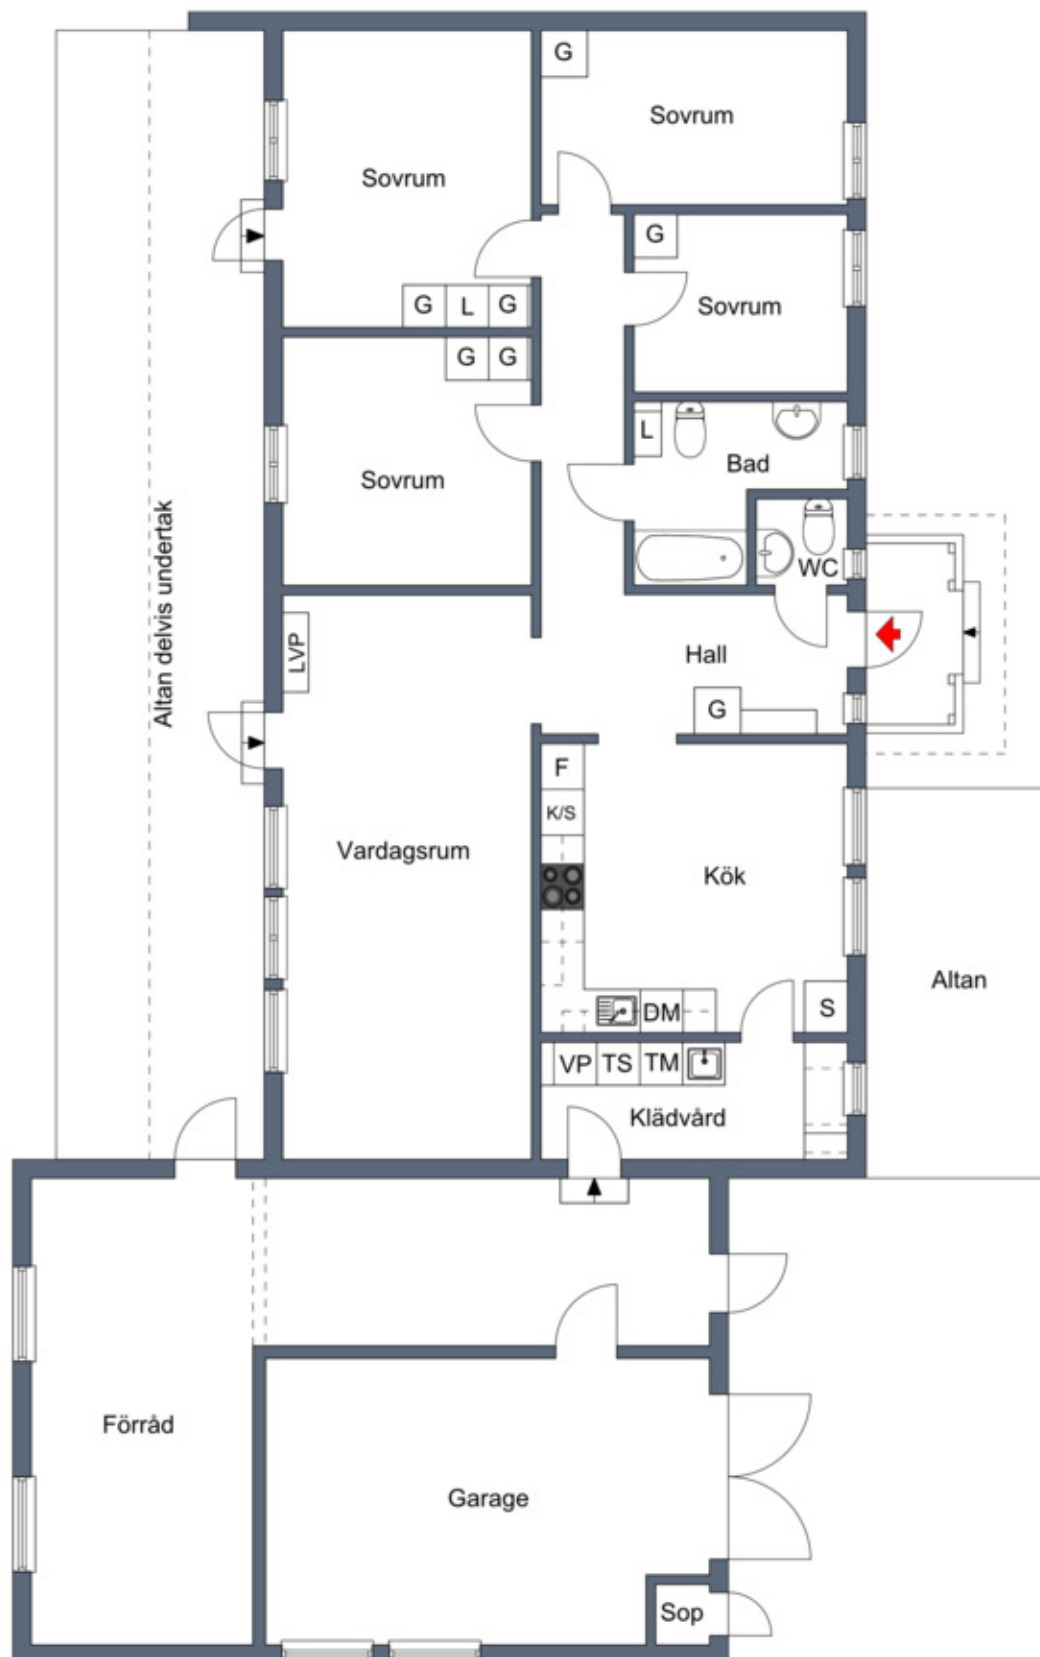 G
Sovrum
Sovrum
G
Sovrum
G
L
G
G
G
Sovrum
L
Bad
WC
Altan delvis undertak
LVP
Hall
G
F
K/S
Vardagsrum
Kök
Altan
S
DM
VP
TS
TM
Klädvård
Förråd
Garage
Sop